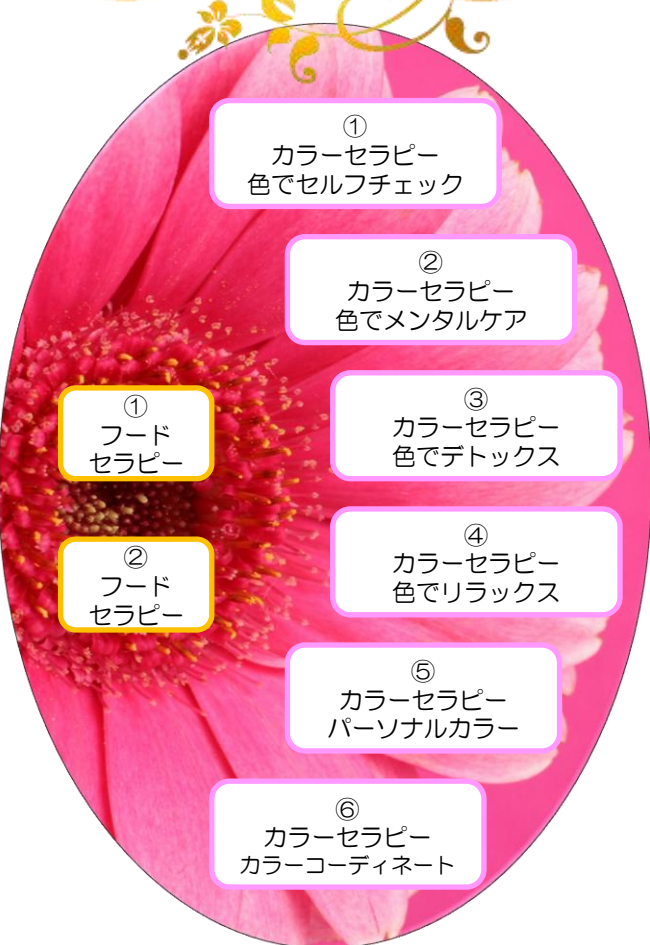 ①
カラーセラピー
色でセルフチェック
②
カラーセラピー
色でメンタルケア
③
カラーセラピー
色でデトックス
④
カラーセラピー
色でリラックス
⑤
カラーセラピー
パーソナルカラー
⑥
カラーセラピー
カラーコーディネート
①
フード
セラピー
②
フード
セラピー